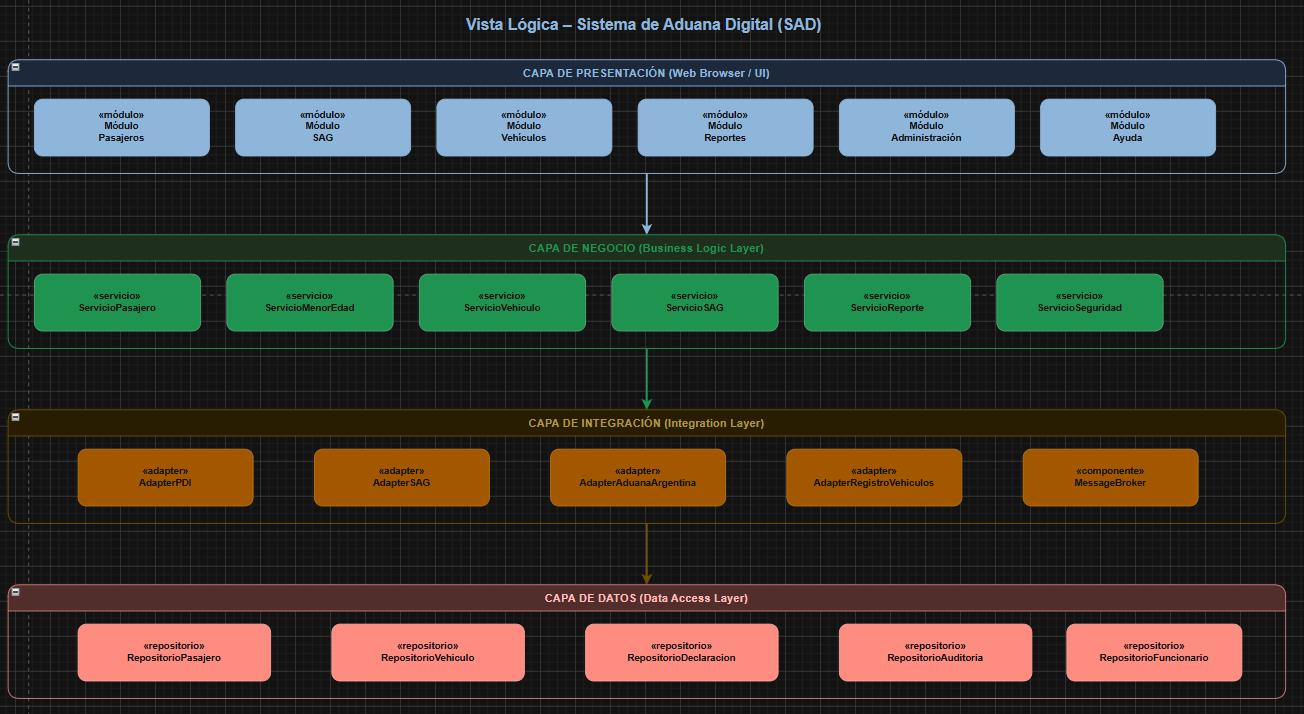 Vista Lógica – Sistema de Aduana Digital (SAD)
CAPA DE PRESENTACIÓN (Web Browser / UI)
«módulo»
Módulo
Pasajeros
«módulo»
Módulo
SAG
«módulo»
Módulo
Vehículos
«módulo»
Módulo
Reportes
«módulo»
Módulo
Administración
«módulo»
Módulo
Ayuda
CAPA DE NEGOCIO (Business Logic Layer)
«servicio»
ServicioPasajero
«servicio»
ServicioMenorEdad
«servicio»
ServicioVehiculo
«servicio»
ServicioSAG
«servicio»
ServicioReporte
«servicio»
ServicioSeguridad
CAPA DE INTEGRACIÓN (Integration Layer)
«adapter»
AdapterPDI
«adapter»
AdapterSAG
«adapter»
AdapterAduanaArgentina
«adapter»
AdapterRegistroVehiculos
«componente»
MessageBroker
CAPA DE DATOS (Data Access Layer)
«repositorio»
RepositorioPasajero
«repositorio»
RepositorioVehiculo
«repositorio»
RepositorioDeclaracion
«repositorio»
RepositorioAuditoria
«repositorio»
RepositorioFuncionario